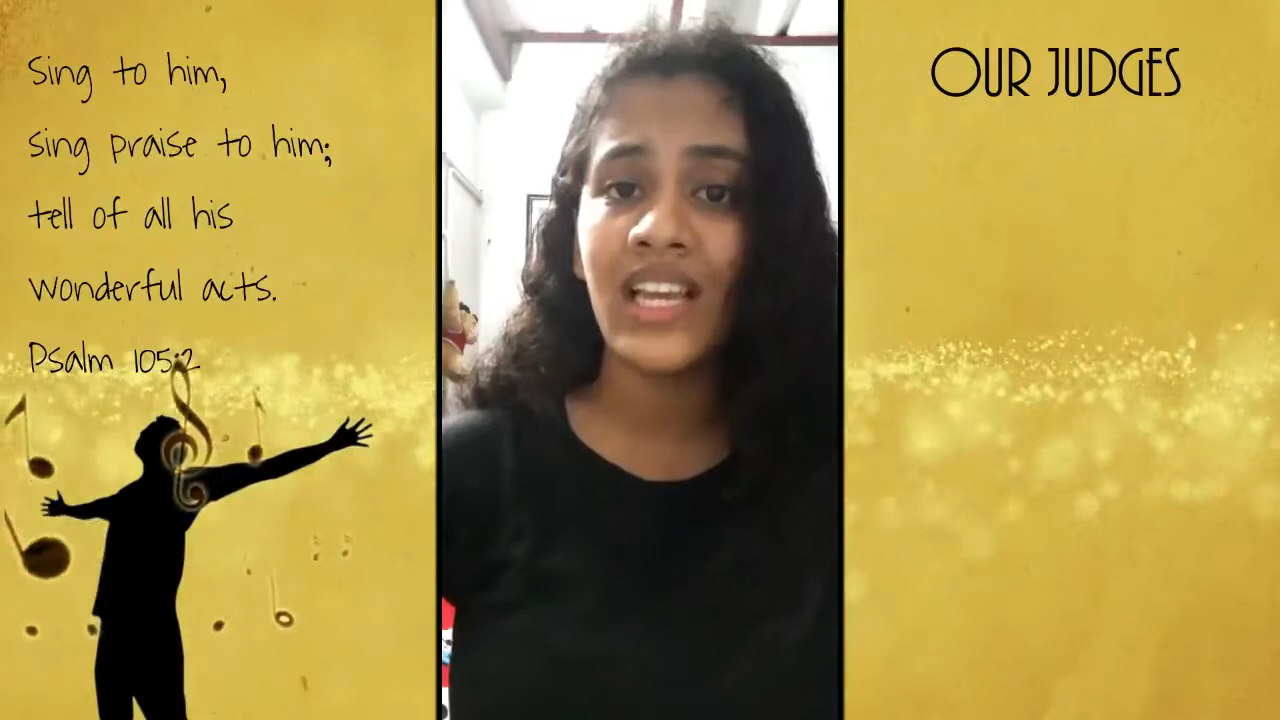 Sing to him,
sing praise to him;
tell of all his
wonderful acts.
Psalm 105:2
OUR JUDGES